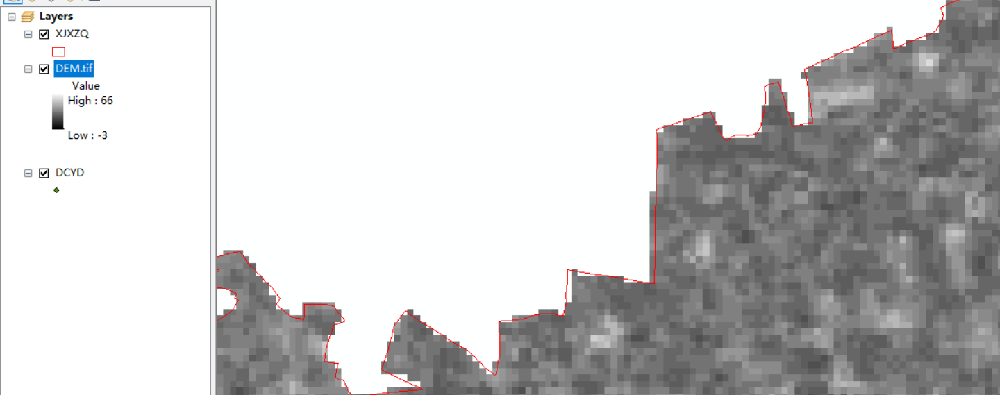 Layers
XJXZQ
DEM.tif
Value
High : 66
Low : -3
DCYD